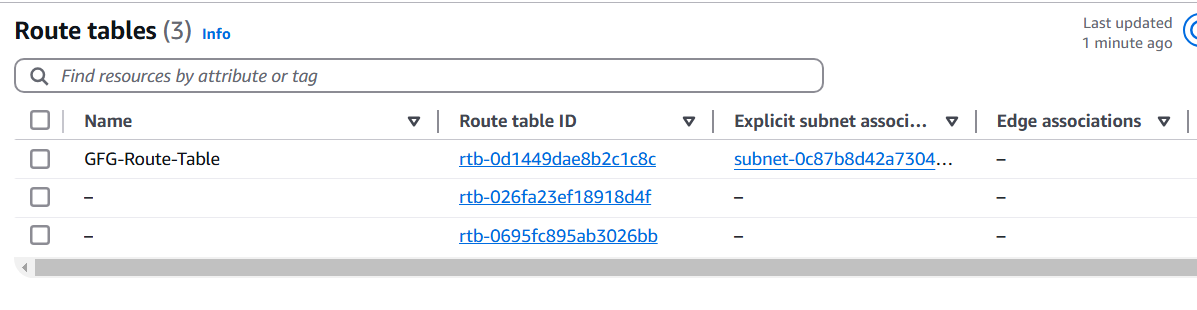 Route tables (3) Info
Last updated
1 minute ago
Find resources by attribute or tag
Name Route table ID Explicit subnet associ... Edge associations
GFG-Route-Table rtb-0d1449dae8b2c1c8c subnet-0c87b8d42a7304... –
– rtb-026fa23ef18918d4f – –
– rtb-0695fc895ab3026bb – –